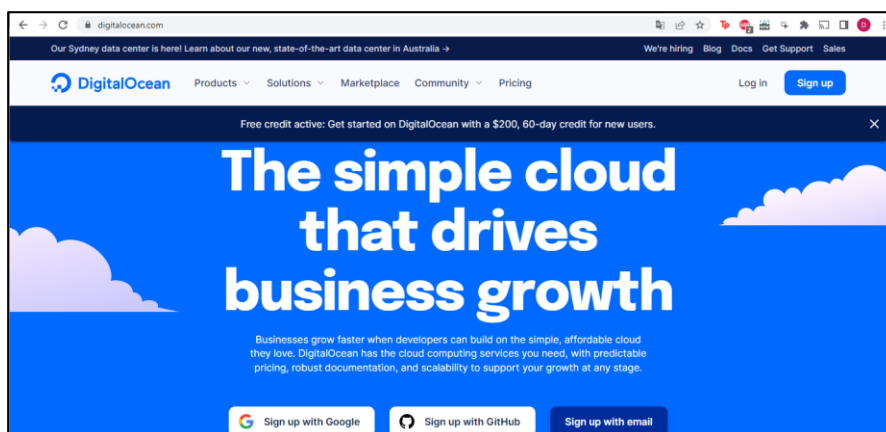 digitalocean.com
Our Sydney data center is here! Learn about our new, state-of-the-art data center in Australia →
We're hiring Blog Docs Get Support Sales
DigitalOcean Products Solutions Marketplace Community Pricing Log in Sign up
Free credit active: Get started on DigitalOcean with a $200, 60-day credit for new users.
The simple cloud
that drives
business growth
Businesses grow faster when developers can build on the simple, affordable cloud
they love. DigitalOcean has the cloud computing services you need, with predictable
pricing, robust documentation, and scalability to support your growth at any stage.
Sign up with Google Sign up with GitHub Sign up with email